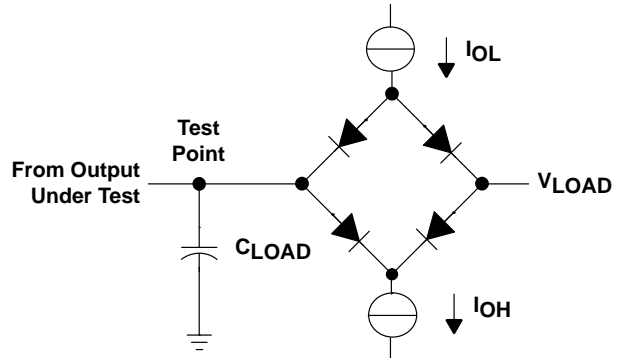 IOL
Test
Point
From Output
Under Test
VLOAD
CLOAD
IOH